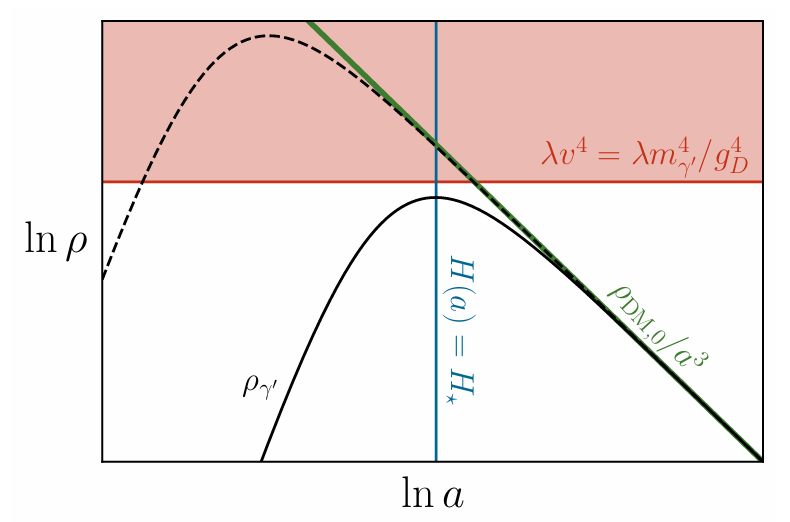 λv⁴ = λm⁴_γ′/g⁴_D
ln ρ
H(a) = H⋆
ρ_DM,0/a³
ρ_γ′
ln a